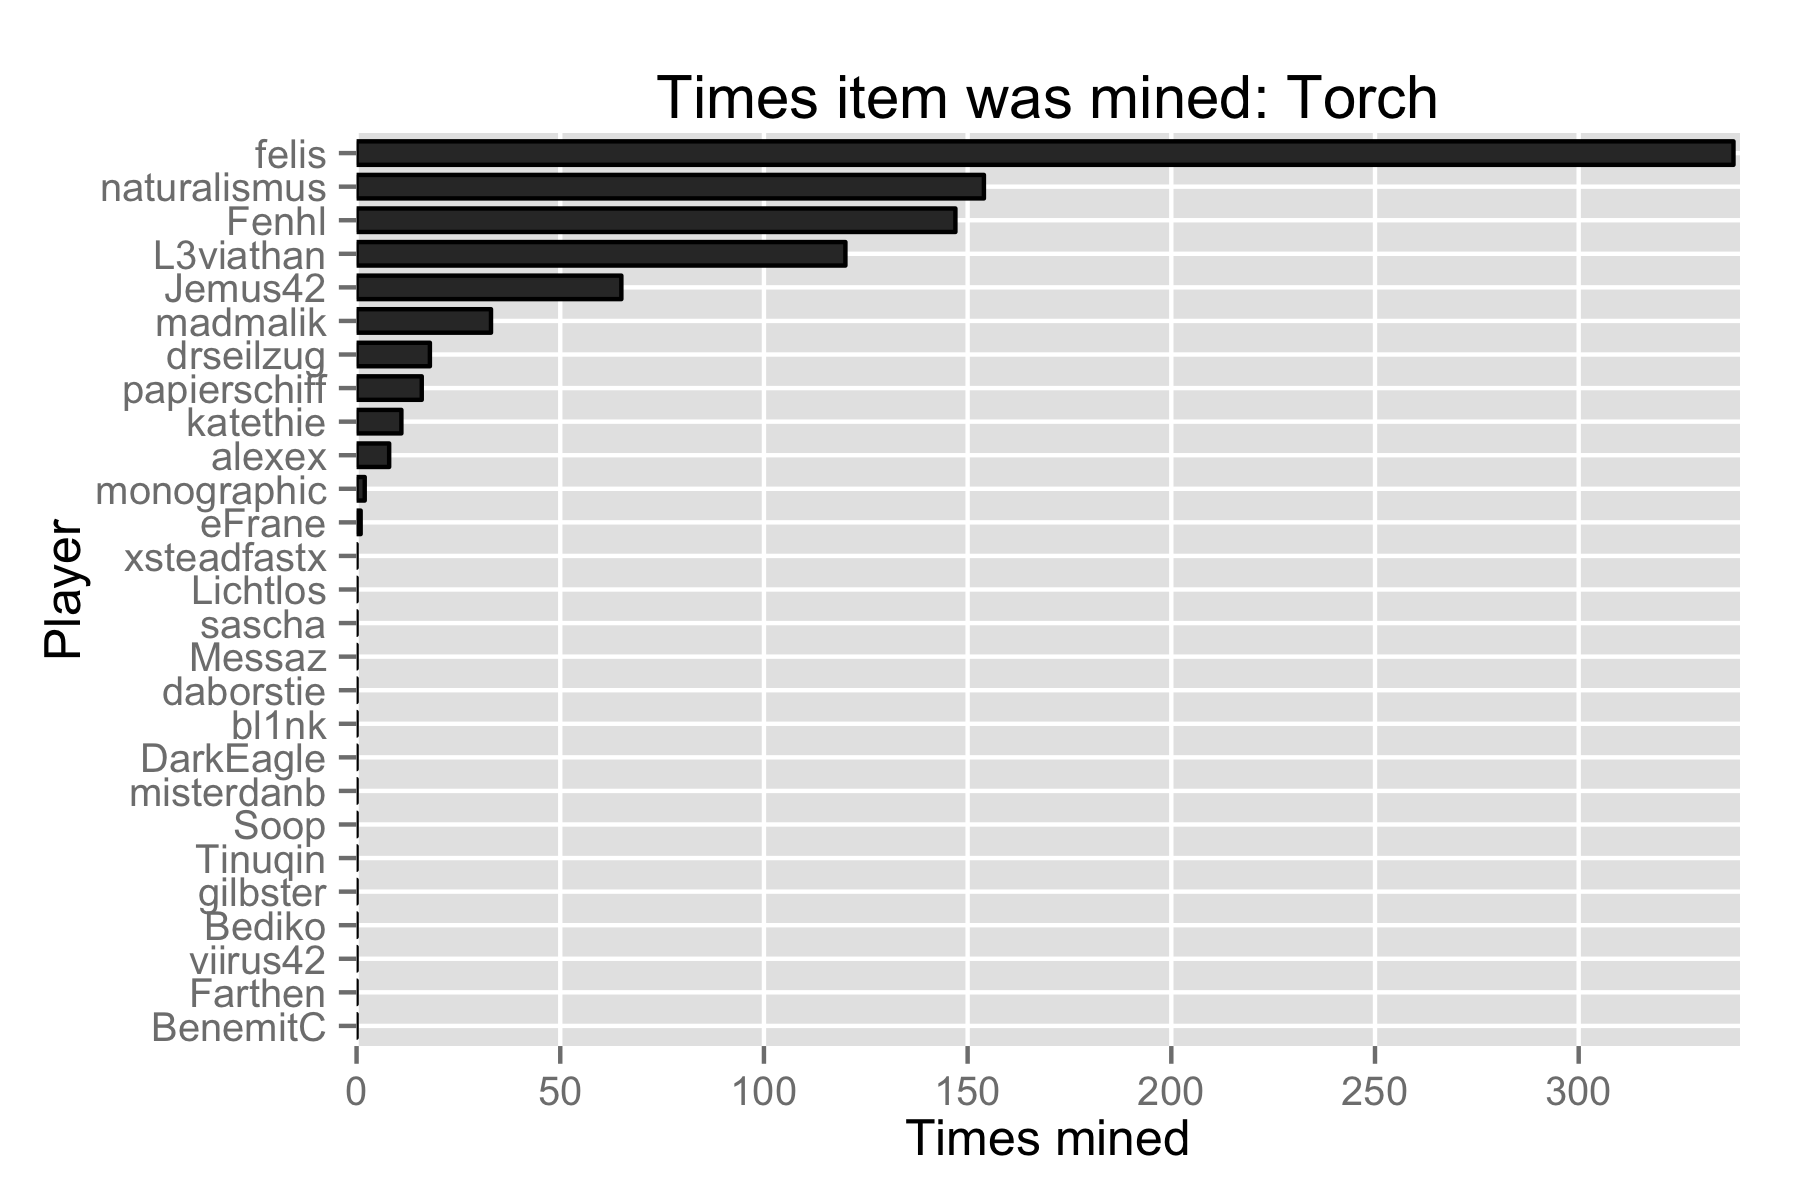 Times item was mined: Torch
felis
naturalismus
Fenhl
L3viathan
Jemus42
madmalik
drseilzug
papierschiff
katethie
alexex
monographic
eFrane
xsteadfastx
Lichtlos
sascha
Messaz
daborstie
bl1nk
DarkEagle
misterdanb
Soop
Tinuqin
gilbster
Bediko
viirus42
Farthen
BenemitC
Player
0 50 100 150 200 250 300
Times mined